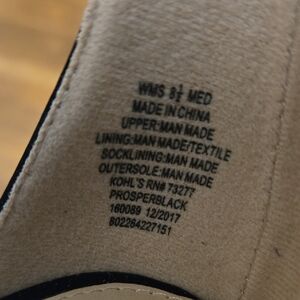 WMS 8½ MED
MADE IN CHINA
UPPER:MAN MADE
LINING:MAN MADE/TEXTILE
SOCKLINING:MAN MADE
OUTERSOLE:MAN MADE
KOHL'S RN# 73277
PROSPERBLACK
160089 12/2017
802264227151